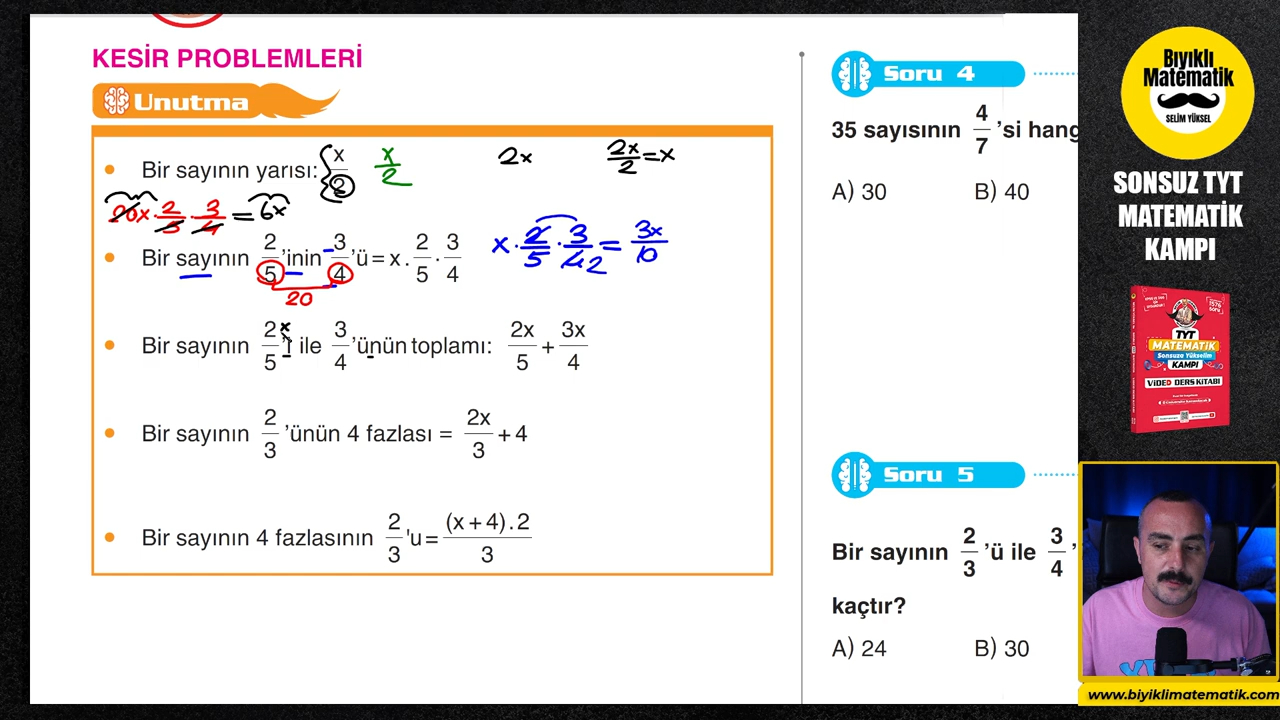 KESİR PROBLEMLERİ
Unutma
Bir sayının yarısı: x/2 x/2 2x 2x/2 = x
20x · 2/5 · 3/4 = 6x
Bir sayının 2/5 'inin 3/4 'ü = x . 2/5 · 3/4 x · 2/5 · 3/4 2 = 3x/10
20
Bir sayının 2x/5 'i ile 3/4 'ünün toplamı: 2x/5 + 3x/4
Bir sayının 2/3 'ünün 4 fazlası = 2x/3 + 4
Bir sayının 4 fazlasının 2/3 'u = (x + 4) . 2/3
Soru 4
35 sayısının 4/7 'si hang
A) 30 B) 40
Soru 5
Bir sayının 2/3 'ü ile 3/4 '
kaçtır?
A) 24 B) 30
Bıyıklı
Matematik
SELİM YÜKSEL
SONSUZ TYT
MATEMATİK
KAMPI
TYT
MATEMATİK
Sonsuza Yükselim
KAMPI
VİDEO DERS KİTABI
www.biyiklimatematik.com